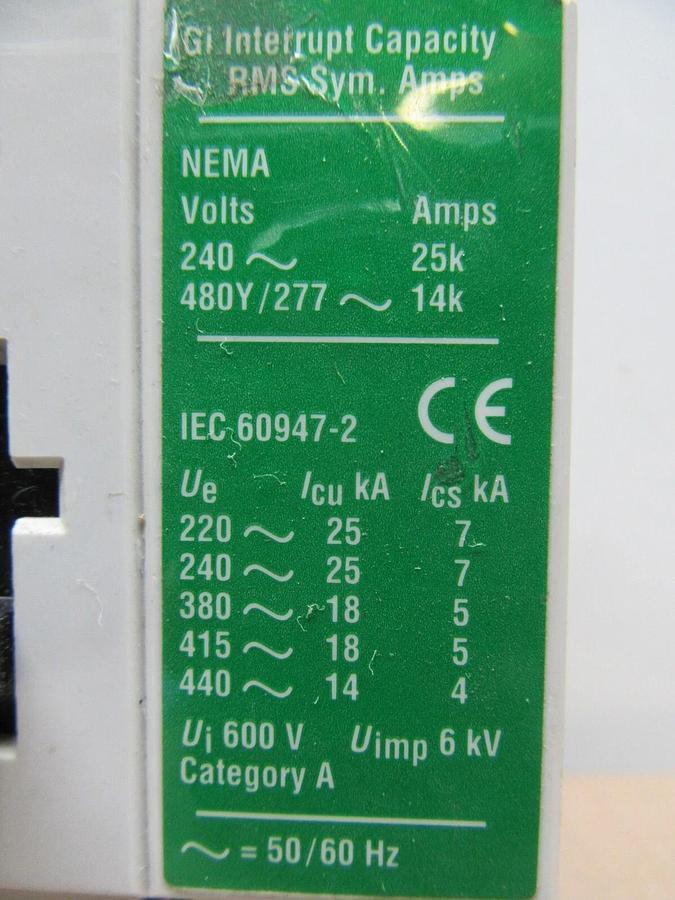 GI Interrupt Capacity
RMS Sym. Amps
NEMA
Volts Amps
240 ~ 25k
480Y/277 ~ 14k
CE
IEC 60947-2
Ue Icu kA Ics kA
220 ~ 25 7
240 ~ 25 7
380 ~ 18 5
415 ~ 18 5
440 ~ 14 4
Ui 600 V Uimp 6 kV
Category A
~ = 50/60 Hz